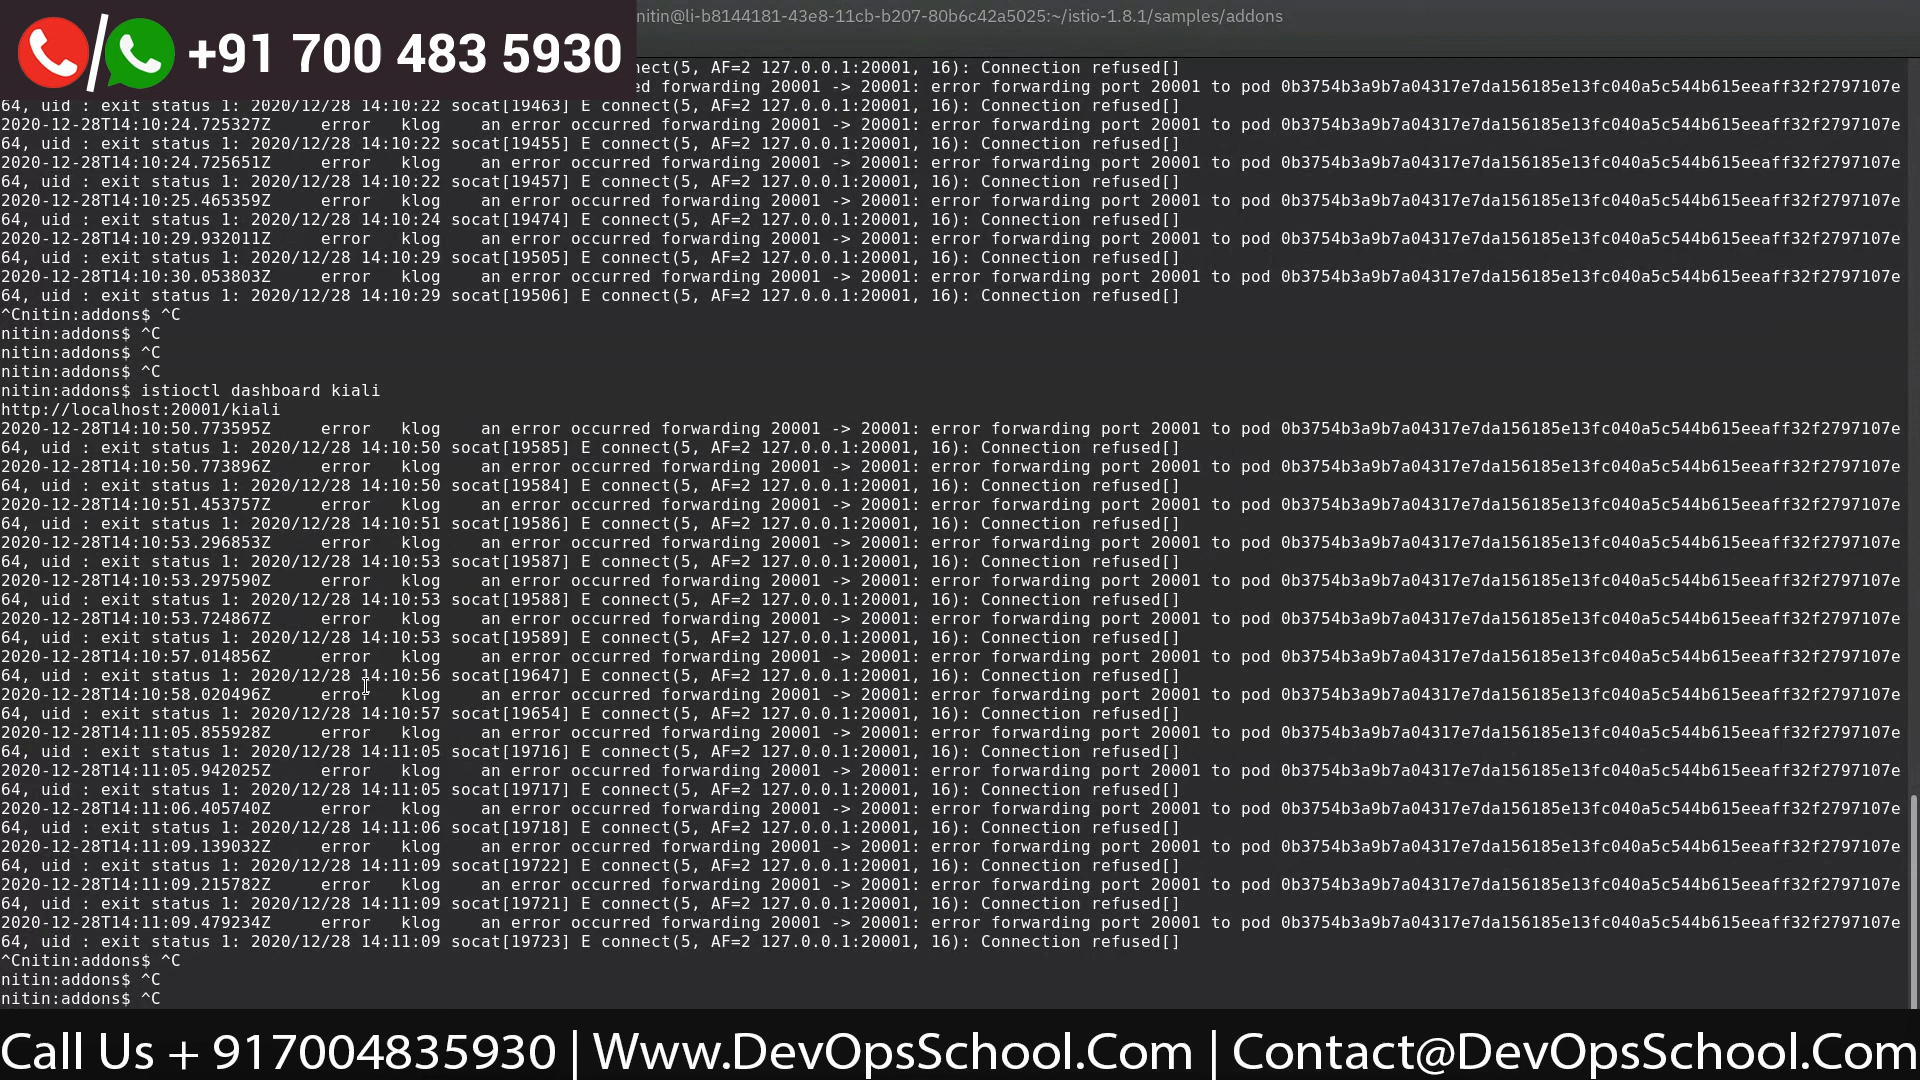 nitin@li-b8144181-43e8-11cb-b207-80b6c42a5025:~/istio-1.8.1/samples/addons
+91 700 483 5930
nect(5, AF=2 127.0.0.1:20001, 16): Connection refused[]
ed forwarding 20001 -> 20001: error forwarding port 20001 to pod 0b3754b3a9b7a04317e7da156185e13fc040a5c544b615eeaff32f2797107e
64, uid : exit status 1: 2020/12/28 14:10:22 socat[19463] E connect(5, AF=2 127.0.0.1:20001, 16): Connection refused[]
2020-12-28T14:10:24.725327Z     error   klog    an error occurred forwarding 20001 -> 20001: error forwarding port 20001 to pod 0b3754b3a9b7a04317e7da156185e13fc040a5c544b615eeaff32f2797107e
64, uid : exit status 1: 2020/12/28 14:10:22 socat[19455] E connect(5, AF=2 127.0.0.1:20001, 16): Connection refused[]
2020-12-28T14:10:24.725651Z     error   klog    an error occurred forwarding 20001 -> 20001: error forwarding port 20001 to pod 0b3754b3a9b7a04317e7da156185e13fc040a5c544b615eeaff32f2797107e
64, uid : exit status 1: 2020/12/28 14:10:22 socat[19457] E connect(5, AF=2 127.0.0.1:20001, 16): Connection refused[]
2020-12-28T14:10:25.465359Z     error   klog    an error occurred forwarding 20001 -> 20001: error forwarding port 20001 to pod 0b3754b3a9b7a04317e7da156185e13fc040a5c544b615eeaff32f2797107e
64, uid : exit status 1: 2020/12/28 14:10:24 socat[19474] E connect(5, AF=2 127.0.0.1:20001, 16): Connection refused[]
2020-12-28T14:10:29.932011Z     error   klog    an error occurred forwarding 20001 -> 20001: error forwarding port 20001 to pod 0b3754b3a9b7a04317e7da156185e13fc040a5c544b615eeaff32f2797107e
64, uid : exit status 1: 2020/12/28 14:10:29 socat[19505] E connect(5, AF=2 127.0.0.1:20001, 16): Connection refused[]
2020-12-28T14:10:30.053803Z     error   klog    an error occurred forwarding 20001 -> 20001: error forwarding port 20001 to pod 0b3754b3a9b7a04317e7da156185e13fc040a5c544b615eeaff32f2797107e
64, uid : exit status 1: 2020/12/28 14:10:29 socat[19506] E connect(5, AF=2 127.0.0.1:20001, 16): Connection refused[]
^Cnitin:addons$ ^C
nitin:addons$ ^C
nitin:addons$ ^C
nitin:addons$ ^C
nitin:addons$ istioctl dashboard kiali
http://localhost:20001/kiali
2020-12-28T14:10:50.773595Z     error   klog    an error occurred forwarding 20001 -> 20001: error forwarding port 20001 to pod 0b3754b3a9b7a04317e7da156185e13fc040a5c544b615eeaff32f2797107e
64, uid : exit status 1: 2020/12/28 14:10:50 socat[19585] E connect(5, AF=2 127.0.0.1:20001, 16): Connection refused[]
2020-12-28T14:10:50.773896Z     error   klog    an error occurred forwarding 20001 -> 20001: error forwarding port 20001 to pod 0b3754b3a9b7a04317e7da156185e13fc040a5c544b615eeaff32f2797107e
64, uid : exit status 1: 2020/12/28 14:10:50 socat[19584] E connect(5, AF=2 127.0.0.1:20001, 16): Connection refused[]
2020-12-28T14:10:51.453757Z     error   klog    an error occurred forwarding 20001 -> 20001: error forwarding port 20001 to pod 0b3754b3a9b7a04317e7da156185e13fc040a5c544b615eeaff32f2797107e
64, uid : exit status 1: 2020/12/28 14:10:51 socat[19586] E connect(5, AF=2 127.0.0.1:20001, 16): Connection refused[]
2020-12-28T14:10:53.296853Z     error   klog    an error occurred forwarding 20001 -> 20001: error forwarding port 20001 to pod 0b3754b3a9b7a04317e7da156185e13fc040a5c544b615eeaff32f2797107e
64, uid : exit status 1: 2020/12/28 14:10:53 socat[19587] E connect(5, AF=2 127.0.0.1:20001, 16): Connection refused[]
2020-12-28T14:10:53.297590Z     error   klog    an error occurred forwarding 20001 -> 20001: error forwarding port 20001 to pod 0b3754b3a9b7a04317e7da156185e13fc040a5c544b615eeaff32f2797107e
64, uid : exit status 1: 2020/12/28 14:10:53 socat[19588] E connect(5, AF=2 127.0.0.1:20001, 16): Connection refused[]
2020-12-28T14:10:53.724867Z     error   klog    an error occurred forwarding 20001 -> 20001: error forwarding port 20001 to pod 0b3754b3a9b7a04317e7da156185e13fc040a5c544b615eeaff32f2797107e
64, uid : exit status 1: 2020/12/28 14:10:53 socat[19589] E connect(5, AF=2 127.0.0.1:20001, 16): Connection refused[]
2020-12-28T14:10:57.014856Z     error   klog    an error occurred forwarding 20001 -> 20001: error forwarding port 20001 to pod 0b3754b3a9b7a04317e7da156185e13fc040a5c544b615eeaff32f2797107e
64, uid : exit status 1: 2020/12/28 14:10:56 socat[19647] E connect(5, AF=2 127.0.0.1:20001, 16): Connection refused[]
2020-12-28T14:10:58.020496Z     error   klog    an error occurred forwarding 20001 -> 20001: error forwarding port 20001 to pod 0b3754b3a9b7a04317e7da156185e13fc040a5c544b615eeaff32f2797107e
64, uid : exit status 1: 2020/12/28 14:10:57 socat[19654] E connect(5, AF=2 127.0.0.1:20001, 16): Connection refused[]
2020-12-28T14:11:05.855928Z     error   klog    an error occurred forwarding 20001 -> 20001: error forwarding port 20001 to pod 0b3754b3a9b7a04317e7da156185e13fc040a5c544b615eeaff32f2797107e
64, uid : exit status 1: 2020/12/28 14:11:05 socat[19716] E connect(5, AF=2 127.0.0.1:20001, 16): Connection refused[]
2020-12-28T14:11:05.942025Z     error   klog    an error occurred forwarding 20001 -> 20001: error forwarding port 20001 to pod 0b3754b3a9b7a04317e7da156185e13fc040a5c544b615eeaff32f2797107e
64, uid : exit status 1: 2020/12/28 14:11:05 socat[19717] E connect(5, AF=2 127.0.0.1:20001, 16): Connection refused[]
2020-12-28T14:11:06.405740Z     error   klog    an error occurred forwarding 20001 -> 20001: error forwarding port 20001 to pod 0b3754b3a9b7a04317e7da156185e13fc040a5c544b615eeaff32f2797107e
64, uid : exit status 1: 2020/12/28 14:11:06 socat[19718] E connect(5, AF=2 127.0.0.1:20001, 16): Connection refused[]
2020-12-28T14:11:09.139032Z     error   klog    an error occurred forwarding 20001 -> 20001: error forwarding port 20001 to pod 0b3754b3a9b7a04317e7da156185e13fc040a5c544b615eeaff32f2797107e
64, uid : exit status 1: 2020/12/28 14:11:09 socat[19722] E connect(5, AF=2 127.0.0.1:20001, 16): Connection refused[]
2020-12-28T14:11:09.215782Z     error   klog    an error occurred forwarding 20001 -> 20001: error forwarding port 20001 to pod 0b3754b3a9b7a04317e7da156185e13fc040a5c544b615eeaff32f2797107e
64, uid : exit status 1: 2020/12/28 14:11:09 socat[19721] E connect(5, AF=2 127.0.0.1:20001, 16): Connection refused[]
2020-12-28T14:11:09.479234Z     error   klog    an error occurred forwarding 20001 -> 20001: error forwarding port 20001 to pod 0b3754b3a9b7a04317e7da156185e13fc040a5c544b615eeaff32f2797107e
64, uid : exit status 1: 2020/12/28 14:11:09 socat[19723] E connect(5, AF=2 127.0.0.1:20001, 16): Connection refused[]
^Cnitin:addons$ ^C
nitin:addons$ ^C
nitin:addons$ ^C
Call Us + 917004835930 | Www.DevOpsSchool.Com | Contact@DevOpsSchool.Com